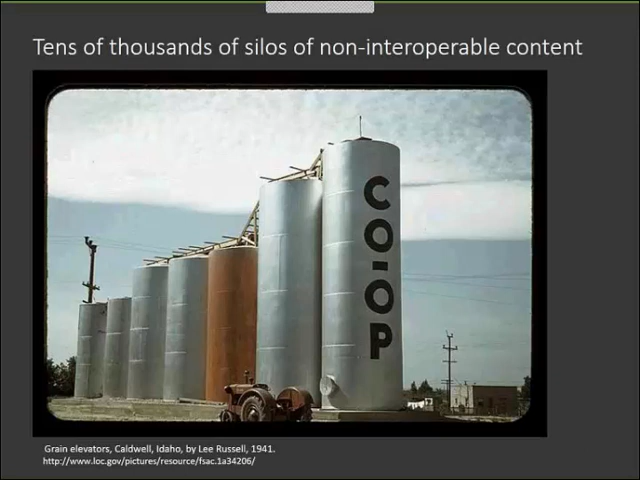 Tens of thousands of silos of non-interoperable content
CO-OP
Grain elevators, Caldwell, Idaho, by Lee Russell, 1941.
http://www.loc.gov/pictures/resource/fsac.1a34206/